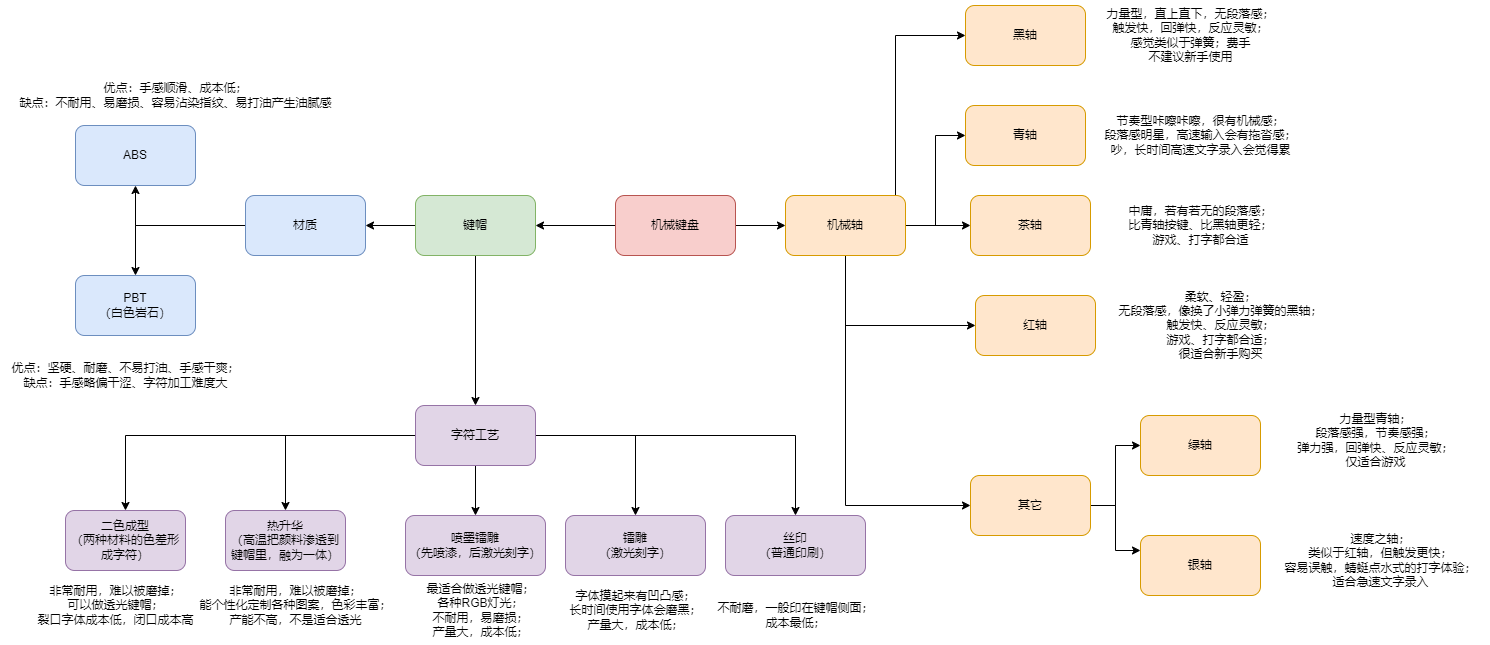 黑轴
力量型，直上直下，无段落感；
触发快，回弹快，反应灵敏；
感觉类似于弹簧；费手
不建议新手使用
优点：手感顺滑、成本低；
缺点：不耐用、易磨损、容易沾染指纹、易打油产生油腻感
ABS
青轴
节奏型咔嚓咔嚓，很有机械感；
段落感明星，高速输入会有拖沓感；
吵，长时间高速文字录入会觉得累
材质
键帽
机械键盘
机械轴
茶轴
中庸，若有若无的段落感；
比青轴按键、比黑轴更轻；
游戏、打字都合适
PBT
（白色岩石）
优点：坚硬、耐磨、不易打油、手感干爽；
缺点：手感略偏干涩、字符加工难度大
红轴
柔软、轻盈；
无段落感，像换了小弹力弹簧的黑轴；
触发快、反应灵敏；
游戏、打字都合适；
很适合新手购买
字符工艺
绿轴
力量型青轴；
段落感强，节奏感强；
弹力强，回弹快、反应灵敏；
仅适合游戏
其它
银轴
速度之轴；
类似于红轴，但触发更快；
容易误触，蜻蜓点水式的打字体验；
适合急速文字录入
二色成型
（两种材料的色差形
成字符）
非常耐用，难以被磨掉；
可以做透光键帽；
裂口字体成本低，闭口成本高
热升华
（高温把颜料渗透到
键帽里，融为一体）
非常耐用，难以被磨掉；
能个性化定制各种图案，色彩丰富；
产能不高，不是适合透光
喷墨镭雕
（先喷漆，后激光刻字）
最适合做透光键帽；
各种RGB灯光；
不耐用，易磨损；
产量大，成本低；
镭雕
（激光刻字）
字体摸起来有凹凸感；
长时间使用字体会磨黑；
产量大，成本低；
丝印
（普通印刷）
不耐磨，一般印在键帽侧面；
成本最低；